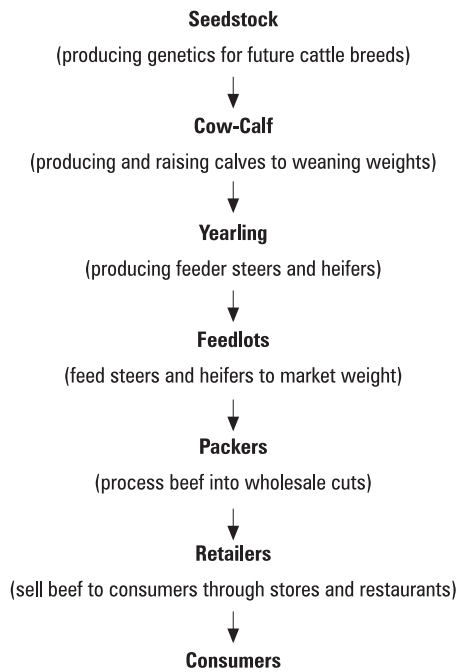 Seedstock
(producing genetics for future cattle breeds)
Cow-Calf
(producing and raising calves to weaning weights)
Yearling
(producing feeder steers and heifers)
Feedlots
(feed steers and heifers to market weight)
Packers
(process beef into wholesale cuts)
Retailers
(sell beef to consumers through stores and restaurants)
Consumers